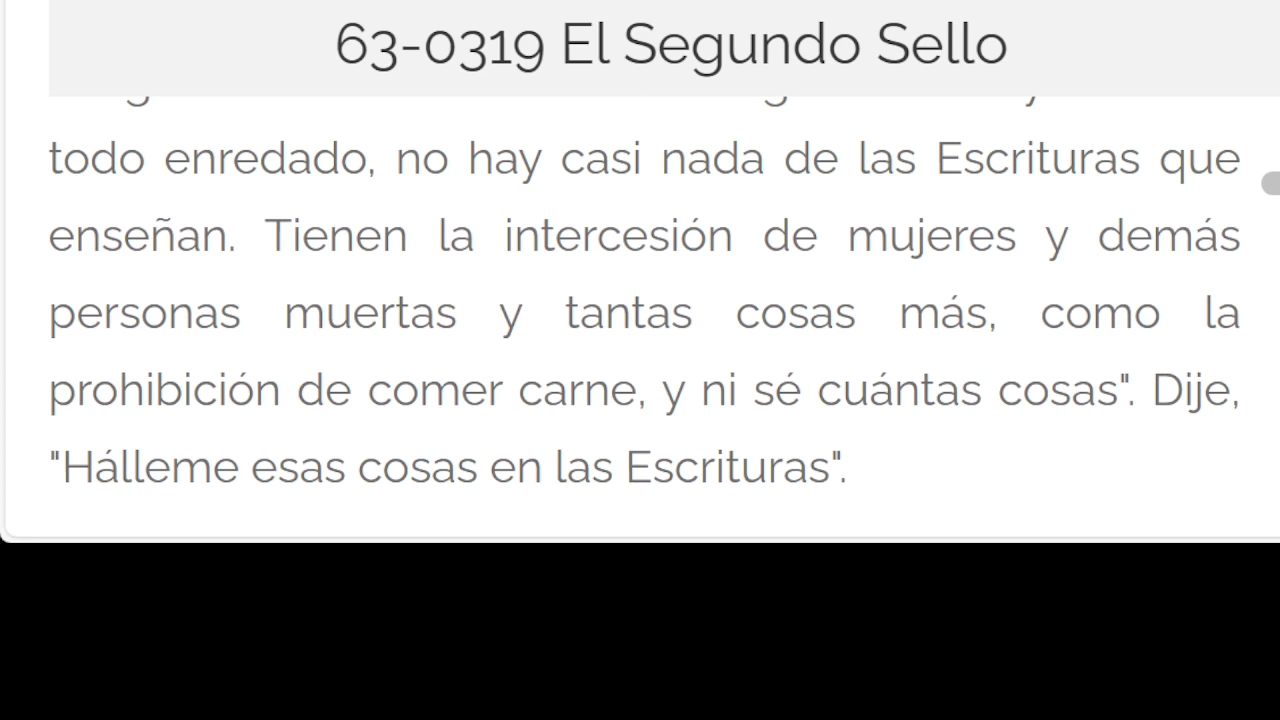 63-0319 El Segundo Sello
todo enredado, no hay casi nada de las Escrituras que
enseñan. Tienen la intercesión de mujeres y demás
personas muertas y tantas cosas más, como la
prohibición de comer carne, y ni sé cuántas cosas". Dije,
"Hálleme esas cosas en las Escrituras".